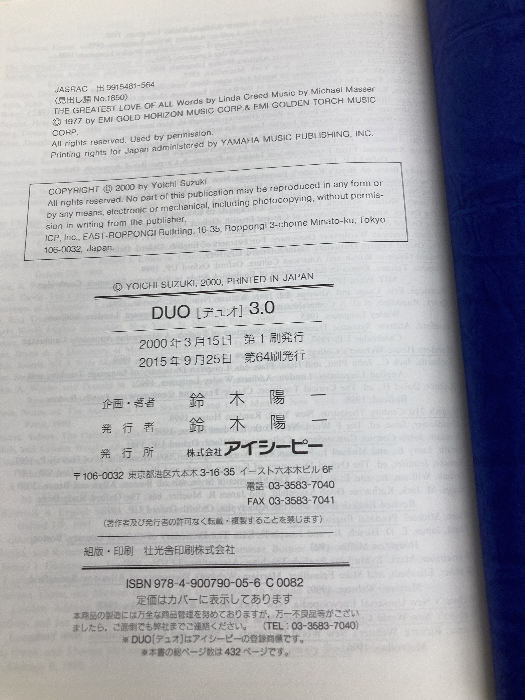 JASRAC 出9915481-564
〈見出し語 No.1650〉
THE GREATEST LOVE OF ALL Words by Linda Creed Music by Michael Masser
© 1977 by EMI GOLD HORIZON MUSIC CORP. & EMI GOLDEN TORCH MUSIC
CORP.
All rights reserved. Used by permission.
Printing rights for Japan administered by YAMAHA MUSIC PUBLISHING, INC.
COPYRIGHT © 2000 by Yoichi Suzuki
All rights reserved. No part of this publication may be reproduced in any form or
by any means, electronic or mechanical, including photocopying, without permis-
sion in writing from the publisher.
ICP, Inc., EAST-ROPPONGI Building, 16-35, Roppongi 3-chome Minato-ku, Tokyo
106-0032, Japan.
© YOICHI SUZUKI, 2000, PRINTED IN JAPAN
DUO [デュオ] 3.0
2000年3月15日 第1刷発行
2015年9月25日 第64刷発行
企画・著者 鈴木陽一
発行者 鈴木陽一
発行所 株式会社アイシーピー
〒106-0032 東京都港区六本木3-16-35 イースト六本木ビル6F
電話 03-3583-7040
FAX 03-3583-7041
(著作者及び発行者の許可なく転載・複製することを禁じます)
組版・印刷 壮光舎印刷株式会社
ISBN 978-4-900790-05-6 C0082
定価はカバーに表示してあります
本商品の製造には万全な商品管理を努めておりますが，万一不良品等がござい
ましたら，ご面倒でも弊社までご連絡ください。 (TEL：03-3583-7040)
※DUO[デュオ]はアイシーピーの登録商標です。
※本書の総ページ数は432ページです。